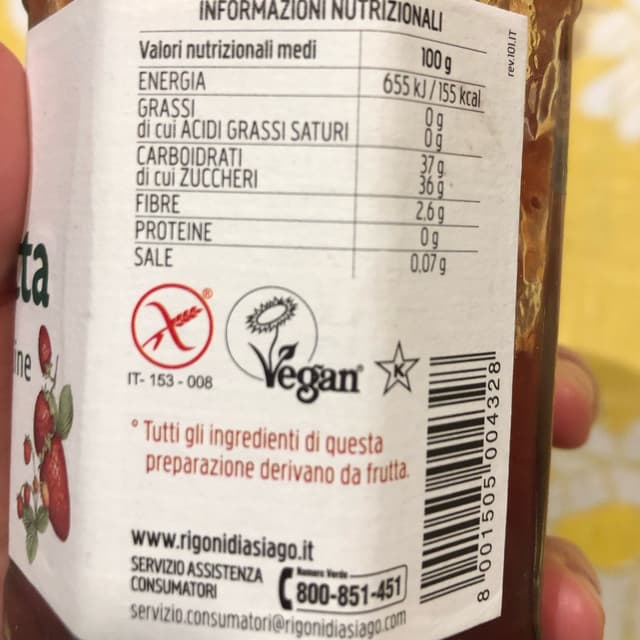 INFORMAZIONI NUTRIZIONALI
Valori nutrizionali medi 100 g
ENERGIA 655 kJ / 155 kcal
GRASSI 0 g
di cui ACIDI GRASSI SATURI 0 g
CARBOIDRATI 37 g
di cui ZUCCHERI 36 g
FIBRE 2,6 g
PROTEINE 0 g
SALE 0,07 g
rev.101.IT
ta
ine
®
IT- 153 - 008
Vegan
K
° Tutti gli ingredienti di questa
preparazione derivano da frutta.
www.rigonidiasiago.it
SERVIZIO ASSISTENZA
CONSUMATORI
Numero Verde
800-851-451
servizio.consumatori@rigonidiasiago.com
8 001505 004328